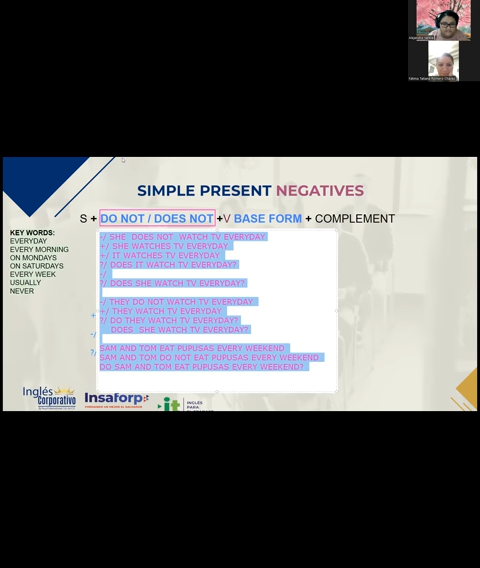 SIMPLE PRESENT NEGATIVES
S + DO NOT / DOES NOT +V BASE FORM + COMPLEMENT
KEY WORDS:
EVERYDAY
EVERY MORNING
ON MONDAYS
ON SATURDAYS
EVERY WEEK
USUALLY
NEVER
-/ SHE DOES NOT WATCH TV EVERYDAY
+/ SHE WATCHES TV EVERYDAY
+/ IT WATCHES TV EVERYDAY
?/ DOES IT WATCH TV EVERYDAY?
-/
?/ DOES SHE WATCH TV EVERYDAY?
-/ THEY DO NOT WATCH TV EVERYDAY
+/ THEY WATCH TV EVERYDAY
?/ DO THEY WATCH TV EVERYDAY?
DOES SHE WATCH TV EVERYDAY?
SAM AND TOM EAT PUPUSAS EVERY WEEKEND
SAM AND TOM DO NOT EAT PUPUSAS EVERY WEEKEND
DO SAM AND TOM EAT PUPUSAS EVERY WEEKEND?
+
-/
?/
Inglés
Corporativo
Insaforp
it
INGLÉS
PARA